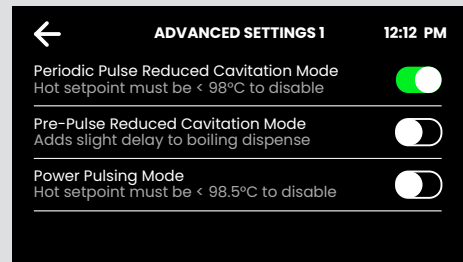 ADVANCED SETTINGS 1 12:12 PM
Periodic Pulse Reduced Cavitation Mode
Hot setpoint must be < 98°C to disable
Pre-Pulse Reduced Cavitation Mode
Adds slight delay to boiling dispense
Power Pulsing Mode
Hot setpoint must be < 98.5°C to disable